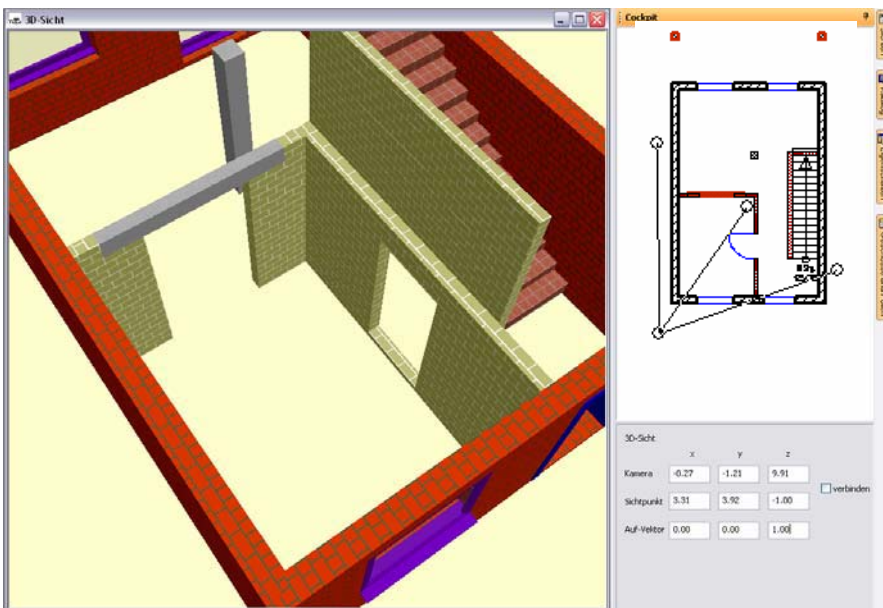 3D-Sicht
Cockpit
3D-Sicht
x y z
Kamera -0.27 -1.21 9.91
Sichtpunkt 3.31 3.92 -1.00
verbinden
Auf-Vektor 0.00 0.00 1.00